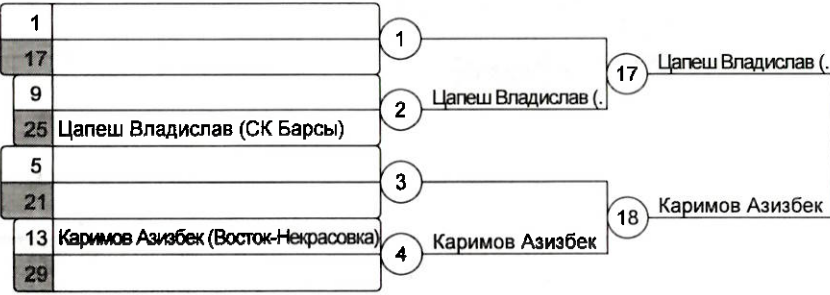 1
17
1
9
25 Цапеш Владислав (СК Барсы)
2 Цапеш Владислав (.
17 Цапеш Владислав (.
5
21
3
13 Каримов Азизбек (Восток-Некрасовка)
29
4 Каримов Азизбек
18 Каримов Азизбек